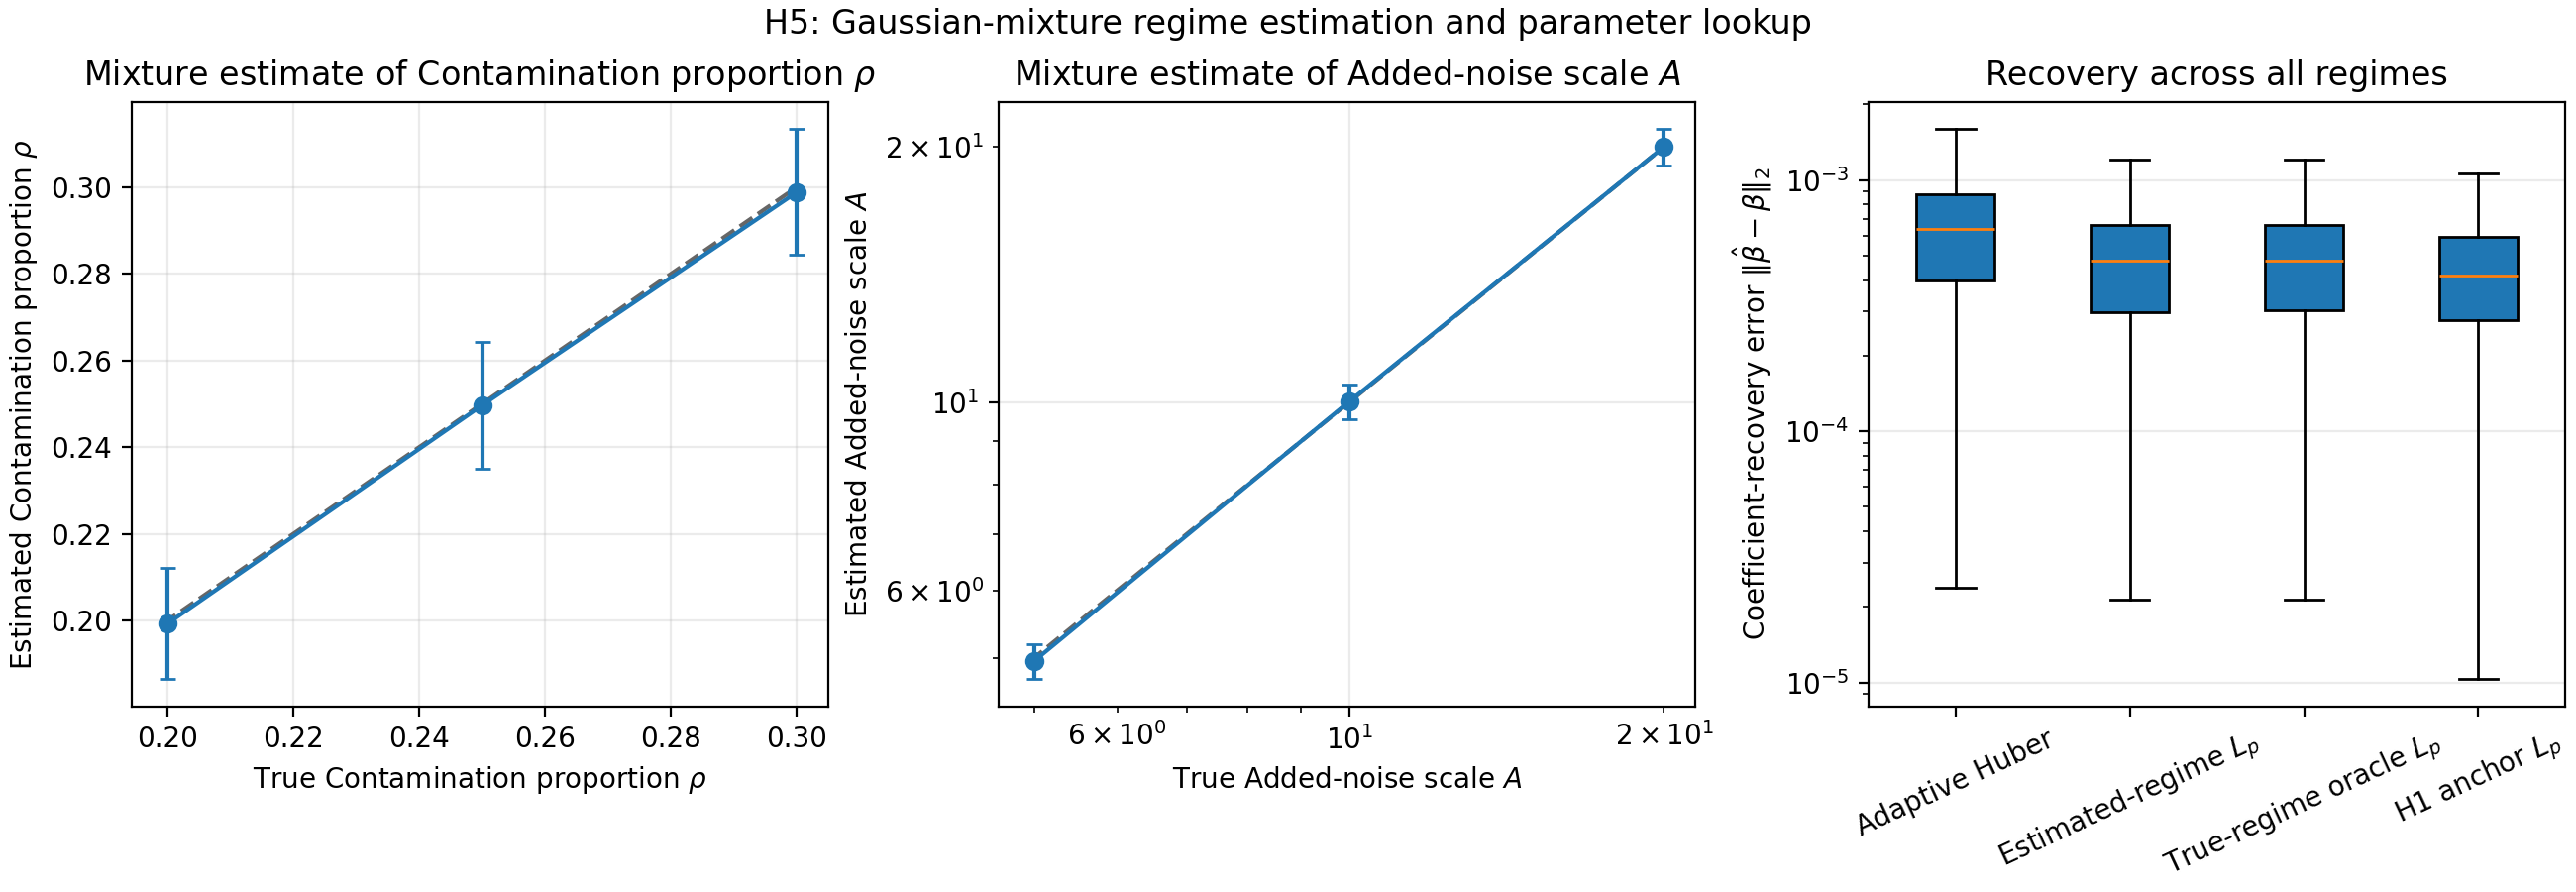 H5: Gaussian-mixture regime estimation and parameter lookup
Mixture estimate of Contamination proportion ρ
Estimated Contamination proportion ρ
0.30
0.28
0.26
0.24
0.22
0.20
0.20 0.22 0.24 0.26 0.28 0.30
True Contamination proportion ρ
Mixture estimate of Added-noise scale A
Estimated Added-noise scale A
2 × 10¹
10¹
6 × 10⁰
6 × 10⁰ 10¹ 2 × 10¹
True Added-noise scale A
Recovery across all regimes
Coefficient-recovery error ‖β̂ − β‖₂
10⁻³
10⁻⁴
10⁻⁵
Adaptive Huber
Estimated-regime Lₚ
True-regime oracle Lₚ
H1 anchor Lₚ